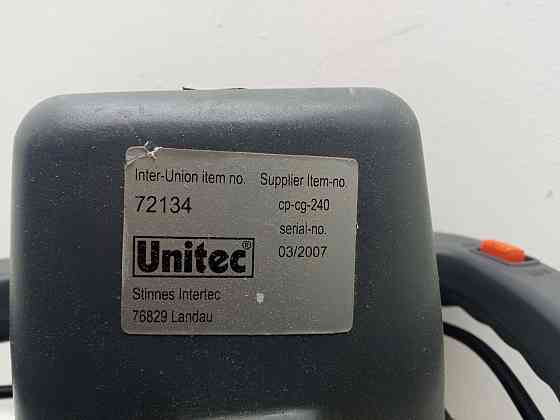 Inter-Union item no. Supplier Item-no.
72134 cp-cg-240
serial-no.
Unitec® 03/2007
Stinnes Intertec
76829 Landau